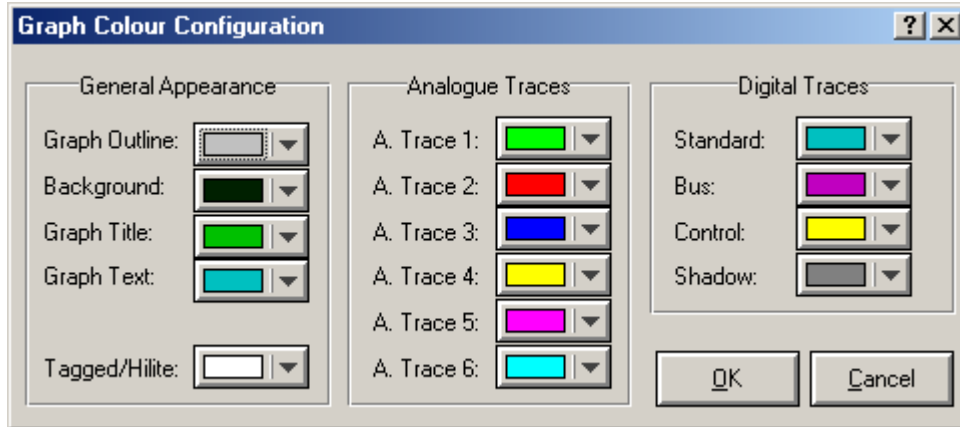 Graph Colour Configuration
General Appearance
Graph Outline:
Background:
Graph Title:
Graph Text:
Tagged/Hilite:
Analogue Traces
A. Trace 1:
A. Trace 2:
A. Trace 3:
A. Trace 4:
A. Trace 5:
A. Trace 6:
Digital Traces
Standard:
Bus:
Control:
Shadow:
OK
Cancel